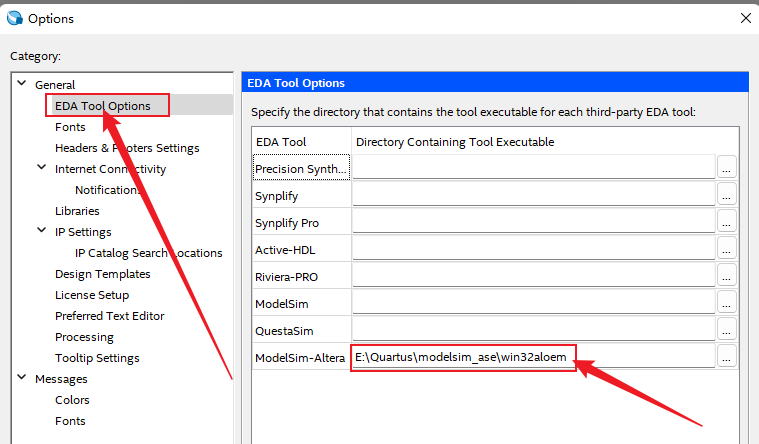 Options
Category:
General
EDA Tool Options
Fonts
Headers & Footers Settings
Internet Connectivity
Notifications
Libraries
IP Settings
IP Catalog Search Locations
Design Templates
License Setup
Preferred Text Editor
Processing
Tooltip Settings
Messages
Colors
Fonts
EDA Tool Options
Specify the directory that contains the tool executable for each third-party EDA tool:
EDA Tool Directory Containing Tool Executable
Precision Synth... ...
Synplify ...
Synplify Pro ...
Active-HDL ...
Riviera-PRO ...
ModelSim ...
QuestaSim ...
ModelSim-Altera E:\Quartus\modelsim_ase\win32aloem ...